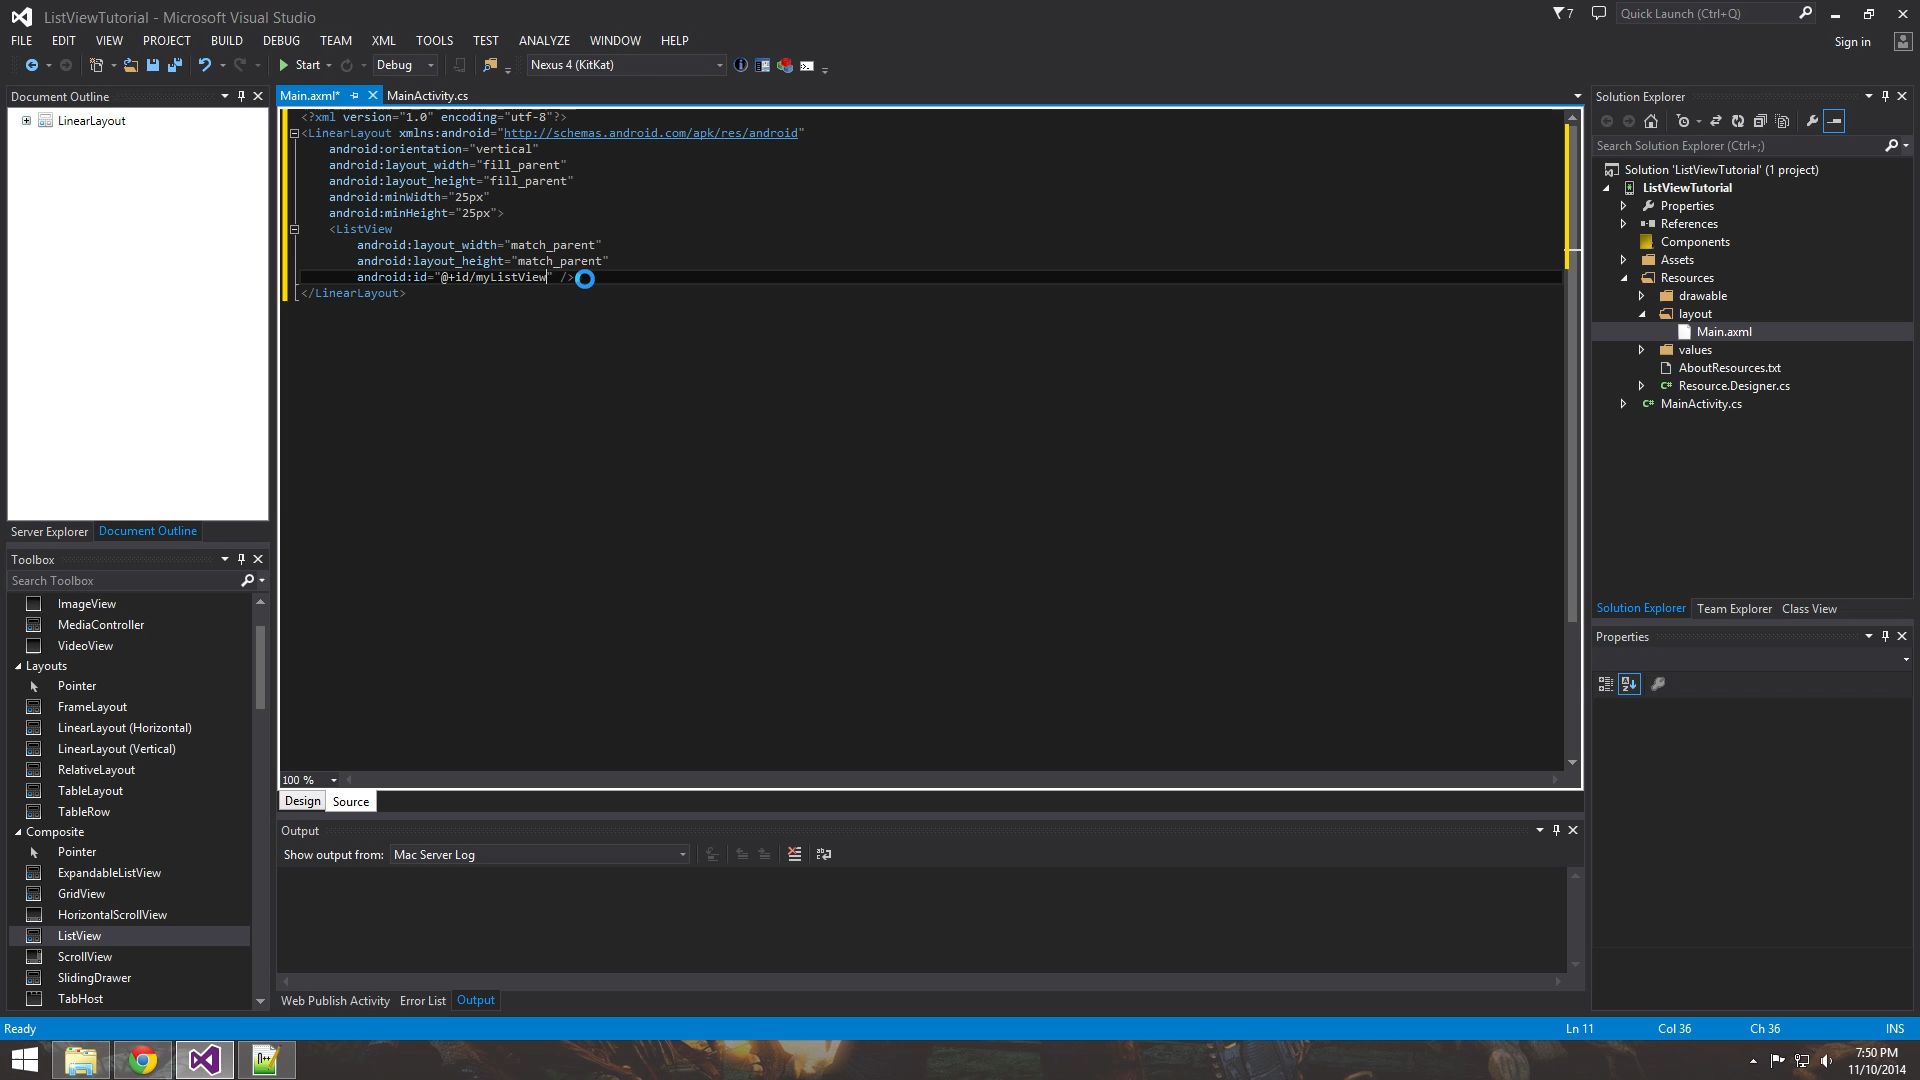 ListViewTutorial - Microsoft Visual Studio
7
Quick Launch (Ctrl+Q)
FILE EDIT VIEW PROJECT BUILD DEBUG TEAM XML TOOLS TEST ANALYZE WINDOW HELP
Sign in
Start Debug Nexus 4 (KitKat)
Document Outline
LinearLayout
Server Explorer Document Outline
Toolbox
Search Toolbox
ImageView
MediaController
VideoView
Layouts
Pointer
FrameLayout
LinearLayout (Horizontal)
LinearLayout (Vertical)
RelativeLayout
TableLayout
TableRow
Composite
Pointer
ExpandableListView
GridView
HorizontalScrollView
ListView
ScrollView
SlidingDrawer
TabHost
Main.axml* MainActivity.cs
<?xml version="1.0" encoding="utf-8"?>
<LinearLayout xmlns:android="http://schemas.android.com/apk/res/android"
android:orientation="vertical"
android:layout_width="fill_parent"
android:layout_height="fill_parent"
android:minWidth="25px"
android:minHeight="25px">
<ListView
android:layout_width="match_parent"
android:layout_height="match_parent"
android:id="@+id/myListView" />
</LinearLayout>
100 %
Design Source
Output
Show output from: Mac Server Log
Web Publish Activity Error List Output
Solution Explorer
Search Solution Explorer (Ctrl+;)
Solution 'ListViewTutorial' (1 project)
ListViewTutorial
Properties
References
Components
Assets
Resources
drawable
layout
Main.axml
values
AboutResources.txt
C# Resource.Designer.cs
C# MainActivity.cs
Solution Explorer Team Explorer Class View
Properties
Ready
Ln 11 Col 36 Ch 36 INS
7:50 PM
11/10/2014